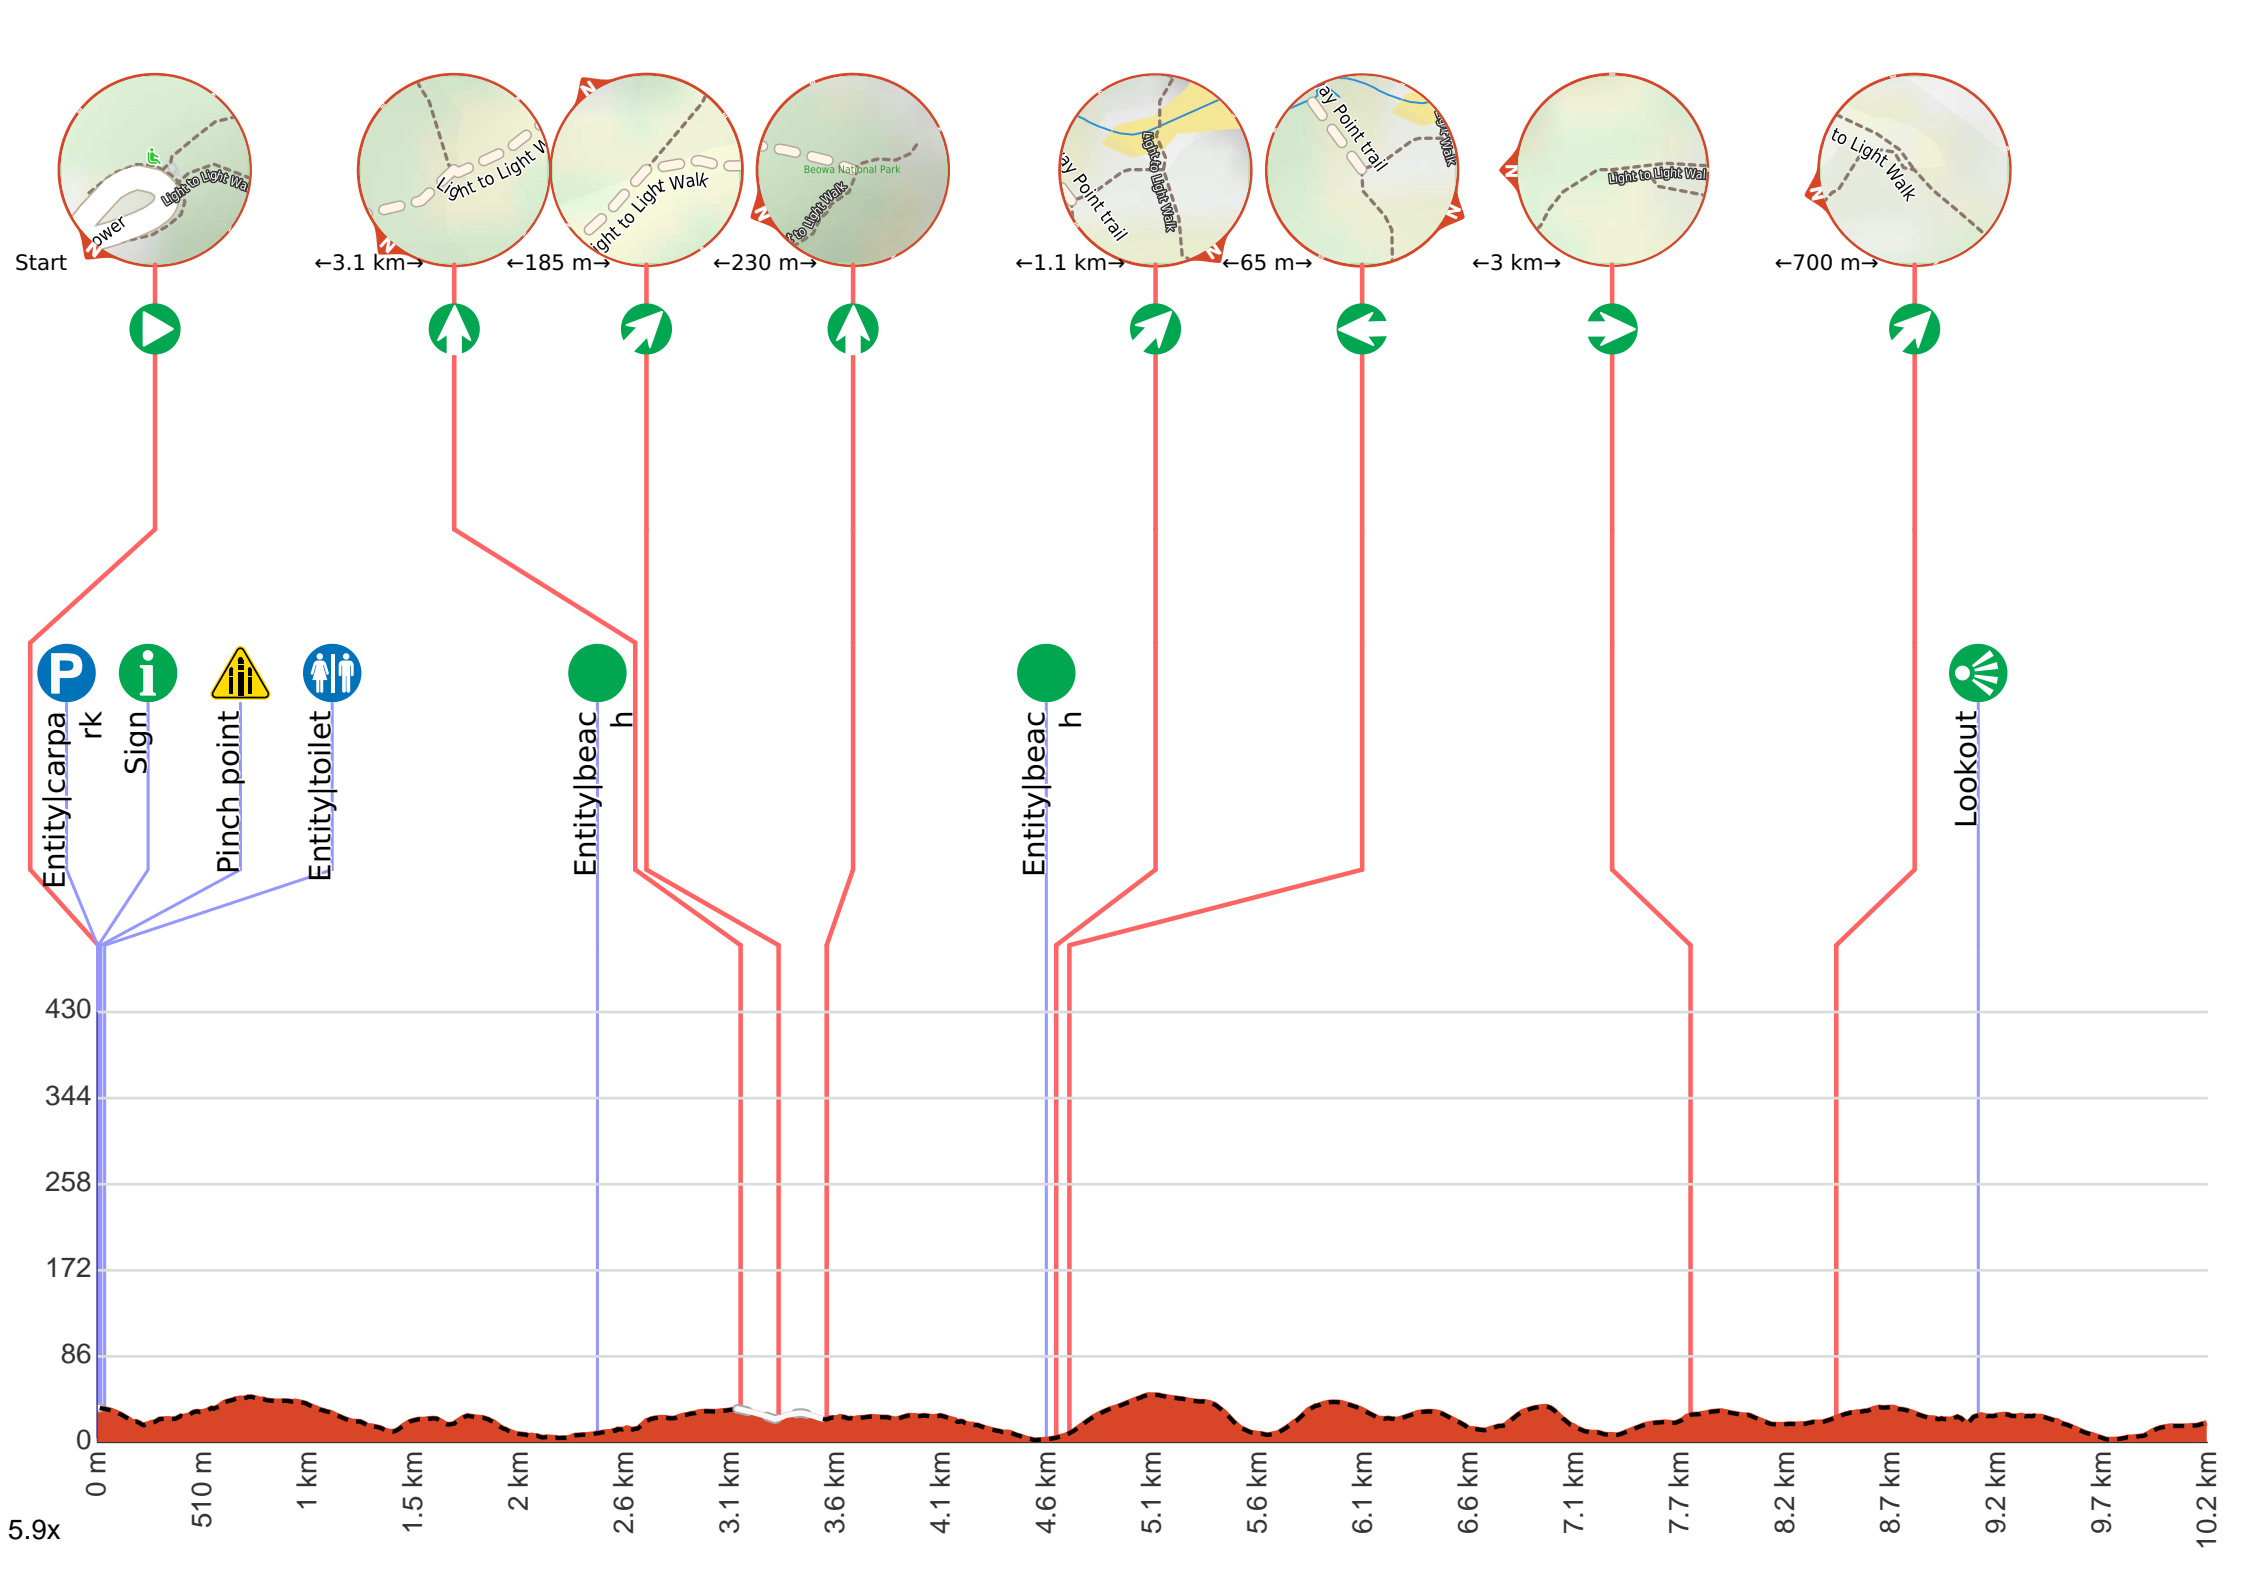 ower
Light to Light Wa
N
Light to Light W
N
ight to Light Walk
N
Beowa National Park
t to Light Walk
N
Light to Light Walk
ay Point trail
N
ay Point trail
Light Walk
N
Light to Light Wal
N
to Light Walk
N
Start
←3.1 km→
←185 m→
←230 m→
←1.1 km→
←65 m→
←3 km→
←700 m→
P
i
Entity|carpa
rk
Sign
Pinch point
Entity|toilet
Entity|beac
h
Entity|beac
h
Lookout
430
344
258
172
86
0
0 m
510 m
1 km
1.5 km
2 km
2.6 km
3.1 km
3.6 km
4.1 km
4.6 km
5.1 km
5.6 km
6.1 km
6.6 km
7.1 km
7.7 km
8.2 km
8.7 km
9.2 km
9.7 km
10.2 km
5.9x